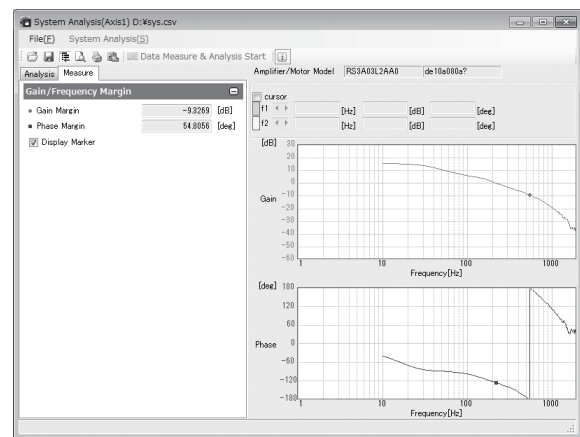 System Analysis(Axis1) D:¥sys.csv
File(F) System Analysis(S)
Data Measure & Analysis Start
Analysis Measure
Amplifier/Motor Model RS3A03L2AA0 de10a080a?
Gain/Frequency Margin
Gain Margin -9.3269 [dB]
Phase Margin 54.8056 [deg]
Display Marker
cursor
f1 [Hz] [dB] [deg]
f2 [Hz] [dB] [deg]
[dB] 30
20
10
0
Gain -10
-20
-30
-40
-50
-60
1 10 100 1000
Frequency[Hz]
[deg] 180
120
60
Phase 0
-60
-120
-180
1 10 100 1000
Frequency[Hz]